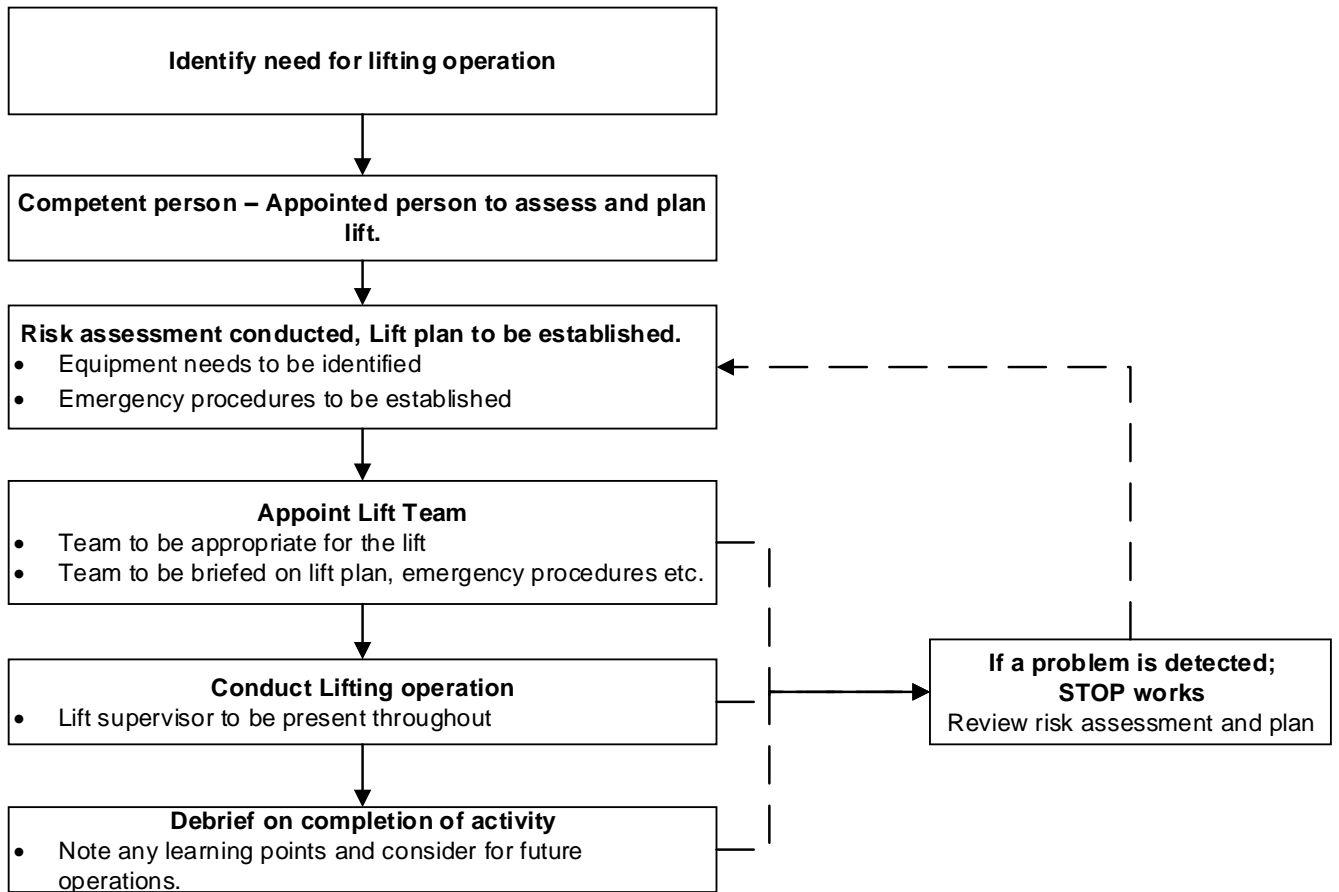 Identify need for lifting operation
Competent person – Appointed person to assess and plan
lift.
Risk assessment conducted, Lift plan to be established.
• Equipment needs to be identified
• Emergency procedures to be established
Appoint Lift Team
• Team to be appropriate for the lift
• Team to be briefed on lift plan, emergency procedures etc.
Conduct Lifting operation
• Lift supervisor to be present throughout
Debrief on completion of activity
• Note any learning points and consider for future
operations.
If a problem is detected;
STOP works
Review risk assessment and plan